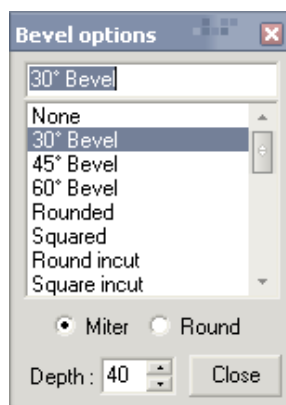 Bevel options
30° Bevel
None
30° Bevel
45° Bevel
60° Bevel
Rounded
Squared
Round incut
Square incut
Miter Round
Depth : 40 Close